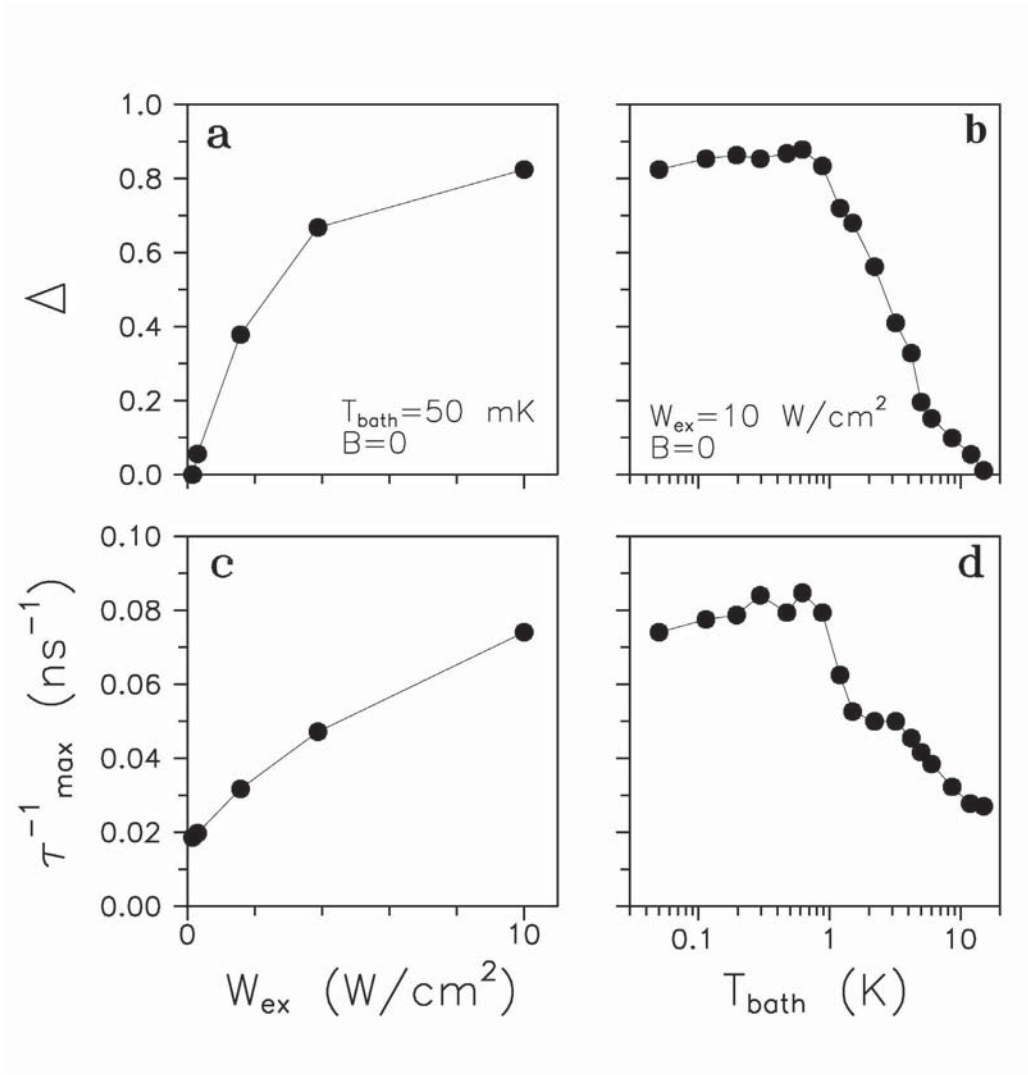 1.0
0.8
0.6
0.4
0.2
0.0
Δ
a
T_bath=50 mK
B=0
b
W_ex=10 W/cm²
B=0
0.10
0.08
0.06
0.04
0.02
0.00
τ⁻¹_max (ns⁻¹)
c
0 10
W_ex (W/cm²)
d
0.1 1 10
T_bath (K)